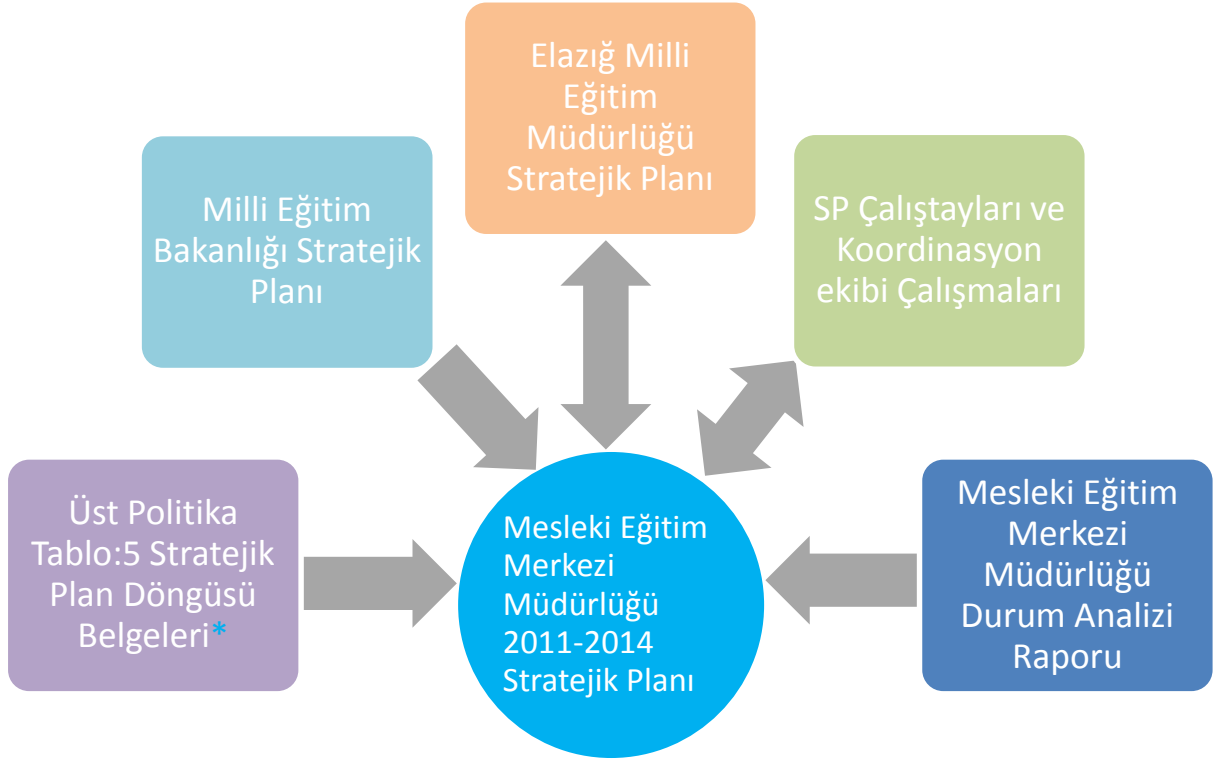 Elazığ Milli
Eğitim
Müdürlüğü
Stratejik Planı
Milli Eğitim
Bakanlığı Stratejik
Planı
SP Çalıştayları ve
Koordinasyon
ekibi Çalışmaları
Üst Politika
Tablo:5 Stratejik
Plan Döngüsü
Belgeleri*
Mesleki Eğitim
Merkezi
Müdürlüğü
2011-2014
Stratejik Planı
Mesleki Eğitim
Merkezi
Müdürlüğü
Durum Analizi
Raporu